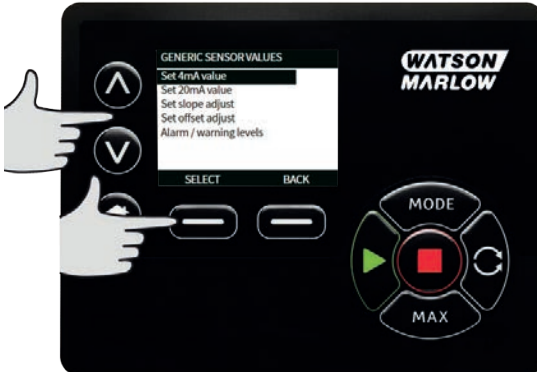 GENERIC SENSOR VALUES
Set 4mA value
Set 20mA value
Set slope adjust
Set offset adjust
Alarm / warning levels
SELECT BACK
WATSON
MARLOW
MODE
MAX